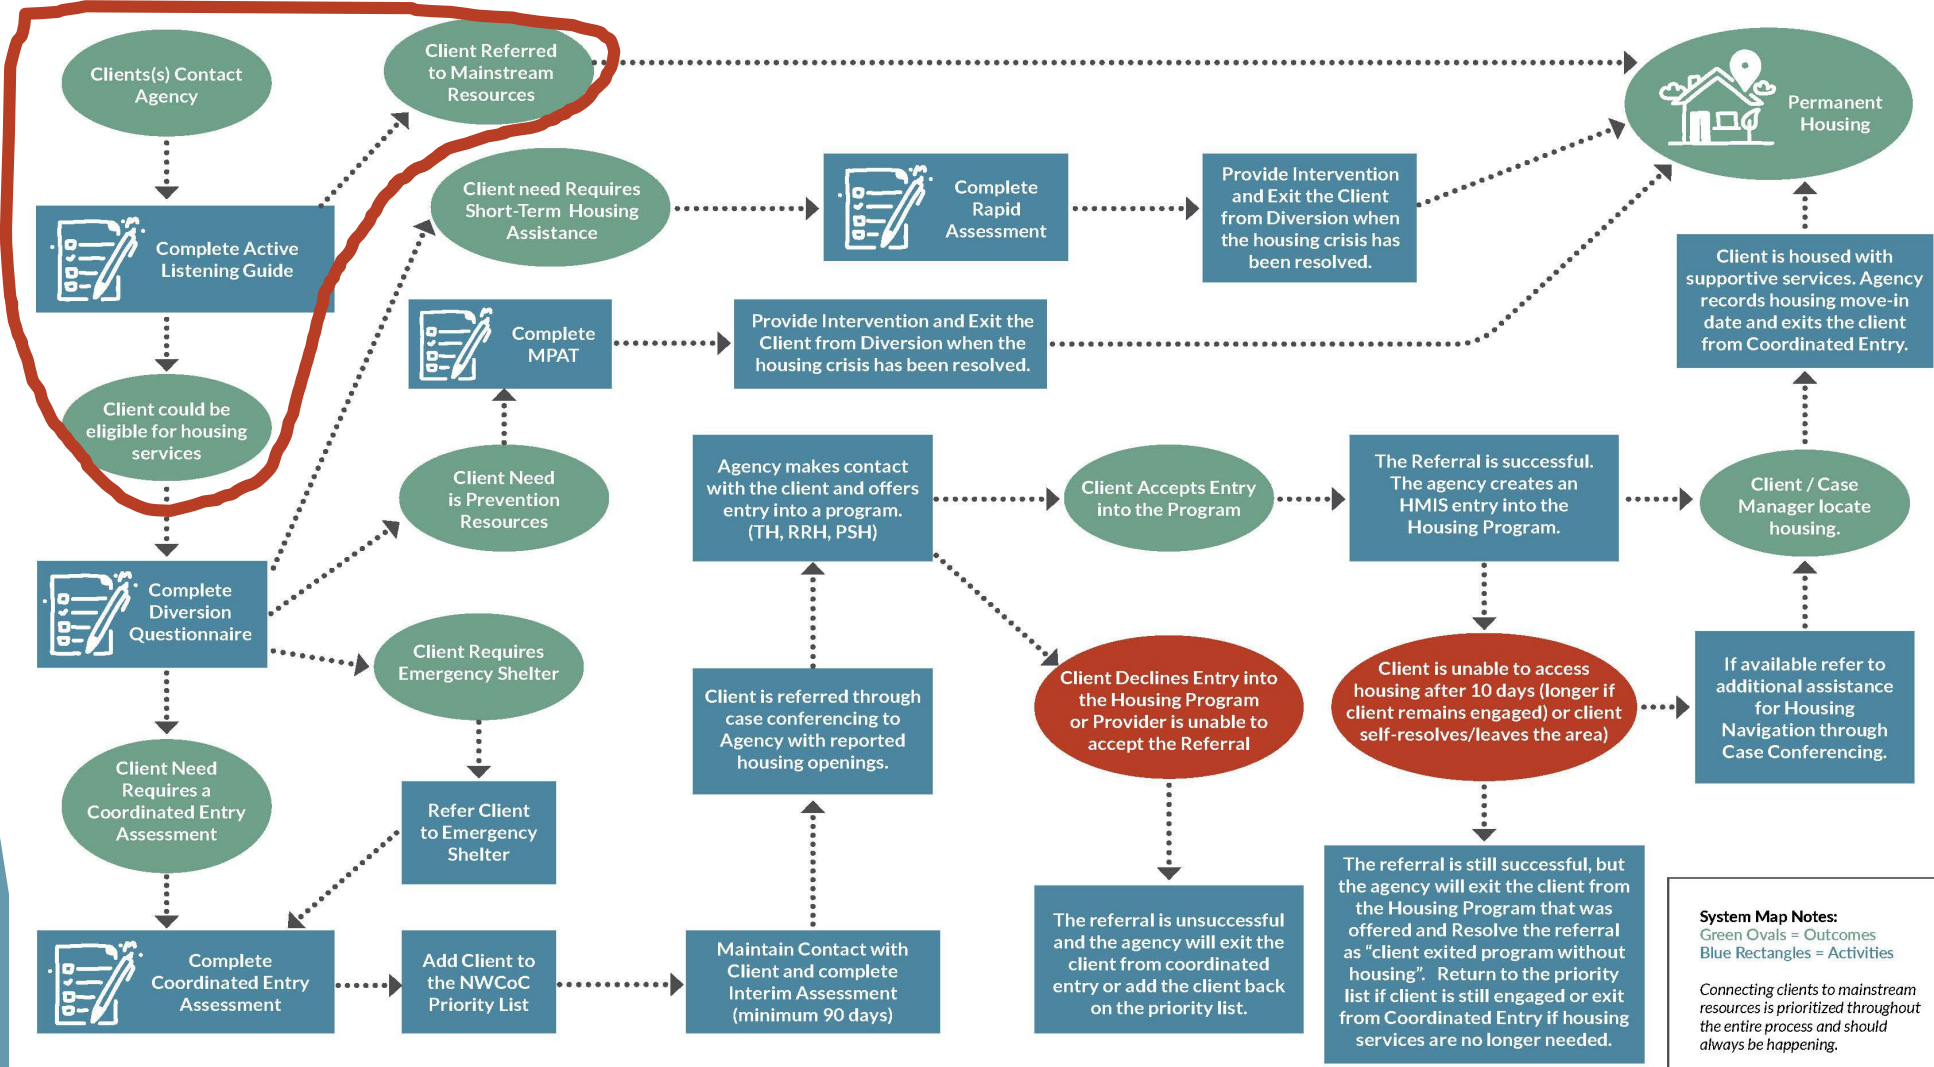 Clients(s) Contact
Agency
Client Referred
to Mainstream
Resources
Permanent
Housing
Complete Active
Listening Guide
Client need Requires
Short-Term Housing
Assistance
Complete
Rapid
Assessment
Provide Intervention
and Exit the Client
from Diversion when
the housing crisis has
been resolved.
Client is housed with
supportive services. Agency
records housing move-in
date and exits the client
from Coordinated Entry.
Complete
MPAT
Provide Intervention and Exit the
Client from Diversion when the
housing crisis has been resolved.
Client could be
eligible for housing
services
Client Need
is Prevention
Resources
Agency makes contact
with the client and offers
entry into a program.
(TH, RRH, PSH)
Client Accepts Entry
into the Program
The Referral is successful.
The agency creates an
HMIS entry into the
Housing Program.
Client / Case
Manager locate
housing.
Complete
Diversion
Questionnaire
Client Requires
Emergency Shelter
Client is referred through
case conferencing to
Agency with reported
housing openings.
Client Declines Entry into
the Housing Program
or Provider is unable to
accept the Referral
Client is unable to access
housing after 10 days (longer if
client remains engaged) or client
self-resolves/leaves the area)
If available refer to
additional assistance
for Housing
Navigation through
Case Conferencing.
Client Need
Requires a
Coordinated Entry
Assessment
Refer Client
to Emergency
Shelter
Complete
Coordinated Entry
Assessment
Add Client to
the NWCoC
Priority List
Maintain Contact with
Client and complete
Interim Assessment
(minimum 90 days)
The referral is unsuccessful
and the agency will exit the
client from coordinated
entry or add the client back
on the priority list.
The referral is still successful, but
the agency will exit the client from
the Housing Program that was
offered and Resolve the referral
as “client exited program without
housing”. Return to the priority
list if client is still engaged or exit
from Coordinated Entry if housing
services are no longer needed.
System Map Notes:
Green Ovals = Outcomes
Blue Rectangles = Activities
Connecting clients to mainstream
resources is prioritized throughout
the entire process and should
always be happening.